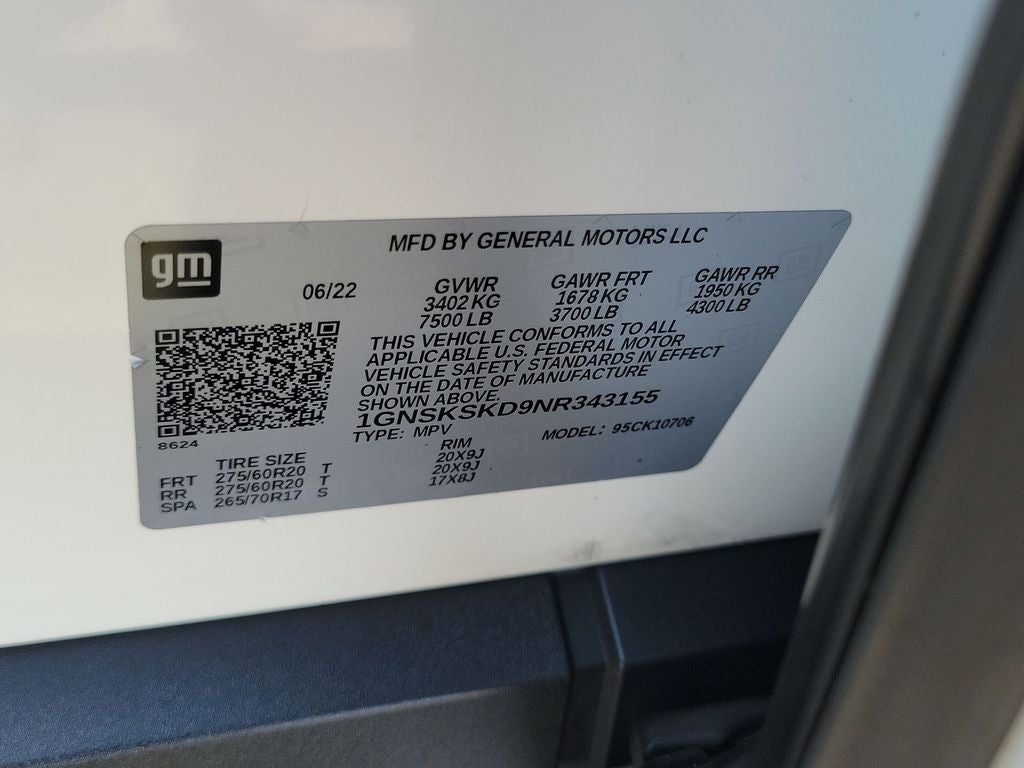 gm
MFD BY GENERAL MOTORS LLC
06/22 GVWR GAWR FRT GAWR RR
3402 KG 1678 KG 1950 KG
7500 LB 3700 LB 4300 LB
THIS VEHICLE CONFORMS TO ALL
APPLICABLE U.S. FEDERAL MOTOR
VEHICLE SAFETY STANDARDS IN EFFECT
ON THE DATE OF MANUFACTURE
SHOWN ABOVE.
1GNSKSKD9NR343155
TYPE: MPV MODEL: 95CK10706
8624
TIRE SIZE RIM
FRT 275/60R20 T 20X9J
RR 275/60R20 T 20X9J
SPA 265/70R17 S 17X8J